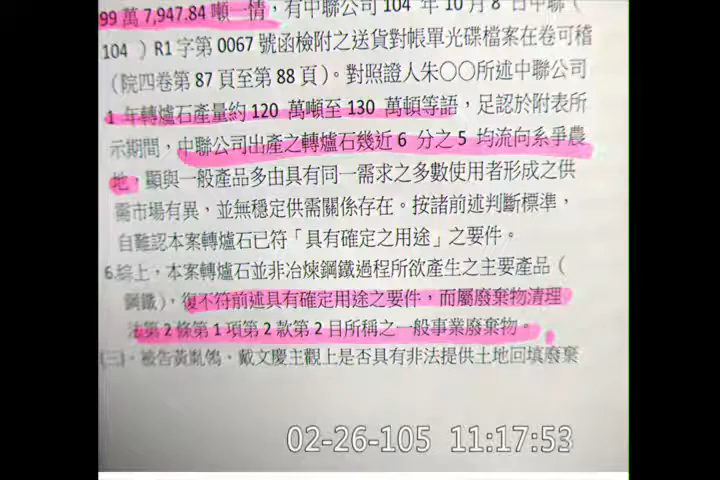 99 萬 7,947.84 噸一情，有中聯公司 104 年 10 月 8 日中聯（
104 ）R1 字第 0067 號函檢附之送貨對帳單光碟檔案在卷可稽
（院四卷第 87 頁至第 88 頁）。對照證人朱〇〇所述中聯公司
1 年轉爐石產量約 120 萬噸至 130 萬頓等語，足認於附表所
示期間，中聯公司出產之轉爐石幾近 6 分之 5 均流向系爭農
地，顯與一般產品多由具有同一需求之多數使用者形成之供
需市場有異，並無穩定供需關係存在。按諸前述判斷標準，
自難認本案轉爐石已符「具有確定之用途」之要件。
6.綜上，本案轉爐石並非冶煉鋼鐵過程所欲產生之主要產品（
鋼鐵），復不符前述具有確定用途之要件，而屬廢棄物清理
法第 2 條第 1 項第 2 款第 2 目所稱之一般事業廢棄物。
(三)、被告黃胤鴒、戴文慶主觀上是否具有非法提供土地回填廢棄
02-26-105 11:17:53